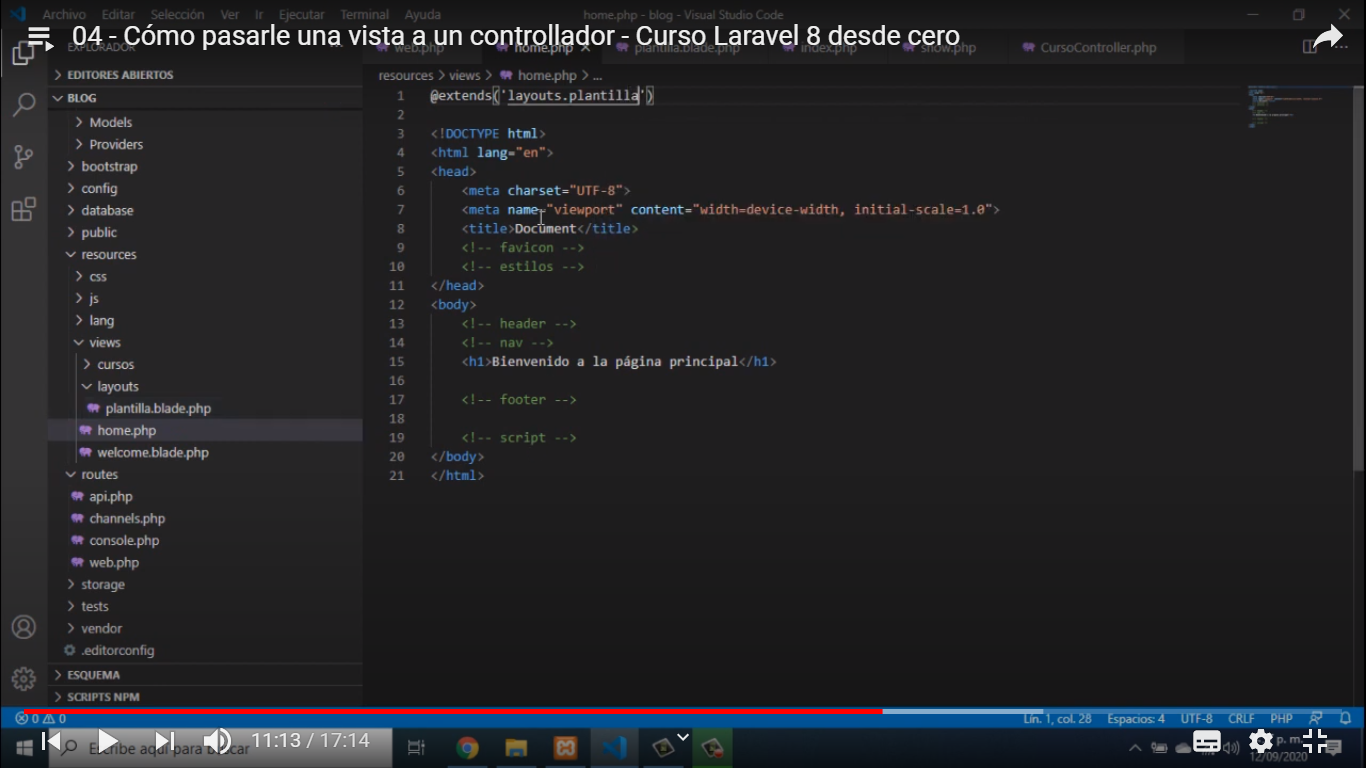 Archivo Editar Selección Ver Ir Ejecutar Terminal Ayuda home.php - blog - Visual Studio Code
04 - Cómo pasarle una vista a un controllador - Curso Laravel 8 desde cero
EXPLORADOR web.php home.php plantilla.blade.php index.php show.php CursoController.php
EDITORES ABIERTOS
BLOG
Models
Providers
bootstrap
config
database
public
resources
css
js
lang
views
cursos
layouts
plantilla.blade.php
home.php
welcome.blade.php
routes
api.php
channels.php
console.php
web.php
storage
tests
vendor
.editorconfig
ESQUEMA
SCRIPTS NPM
resources > views > home.php > ...
1 @extends('layouts.plantilla')
2
3 <!DOCTYPE html>
4 <html lang="en">
5 <head>
6 <meta charset="UTF-8">
7 <meta name="viewport" content="width=device-width, initial-scale=1.0">
8 <title>Document</title>
9 <!-- favicon -->
10 <!-- estilos -->
11 </head>
12 <body>
13 <!-- header -->
14 <!-- nav -->
15 <h1>Bienvenido a la página principal</h1>
16
17 <!-- footer -->
18
19 <!-- script -->
20 </body>
21 </html>
0 0 Lín. 1, col. 28 Espacios: 4 UTF-8 CRLF PHP
Escribe aquí para buscar
11:13 / 17:14
p. m.
12/09/2020